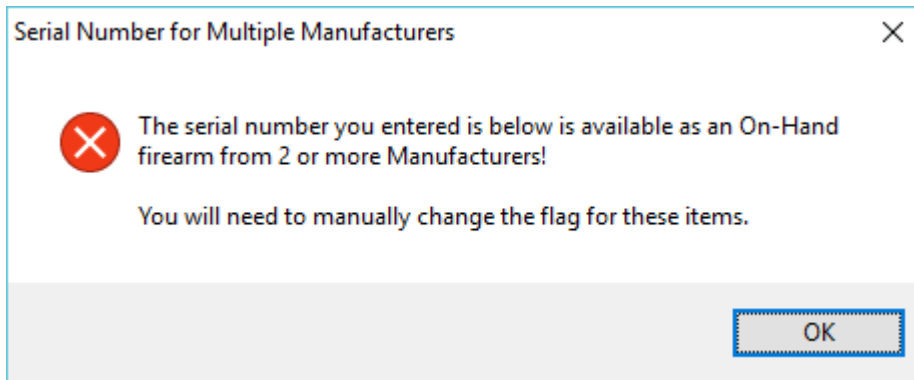 Serial Number for Multiple Manufacturers
The serial number you entered is below is available as an On-Hand
firearm from 2 or more Manufacturers!
You will need to manually change the flag for these items.
OK